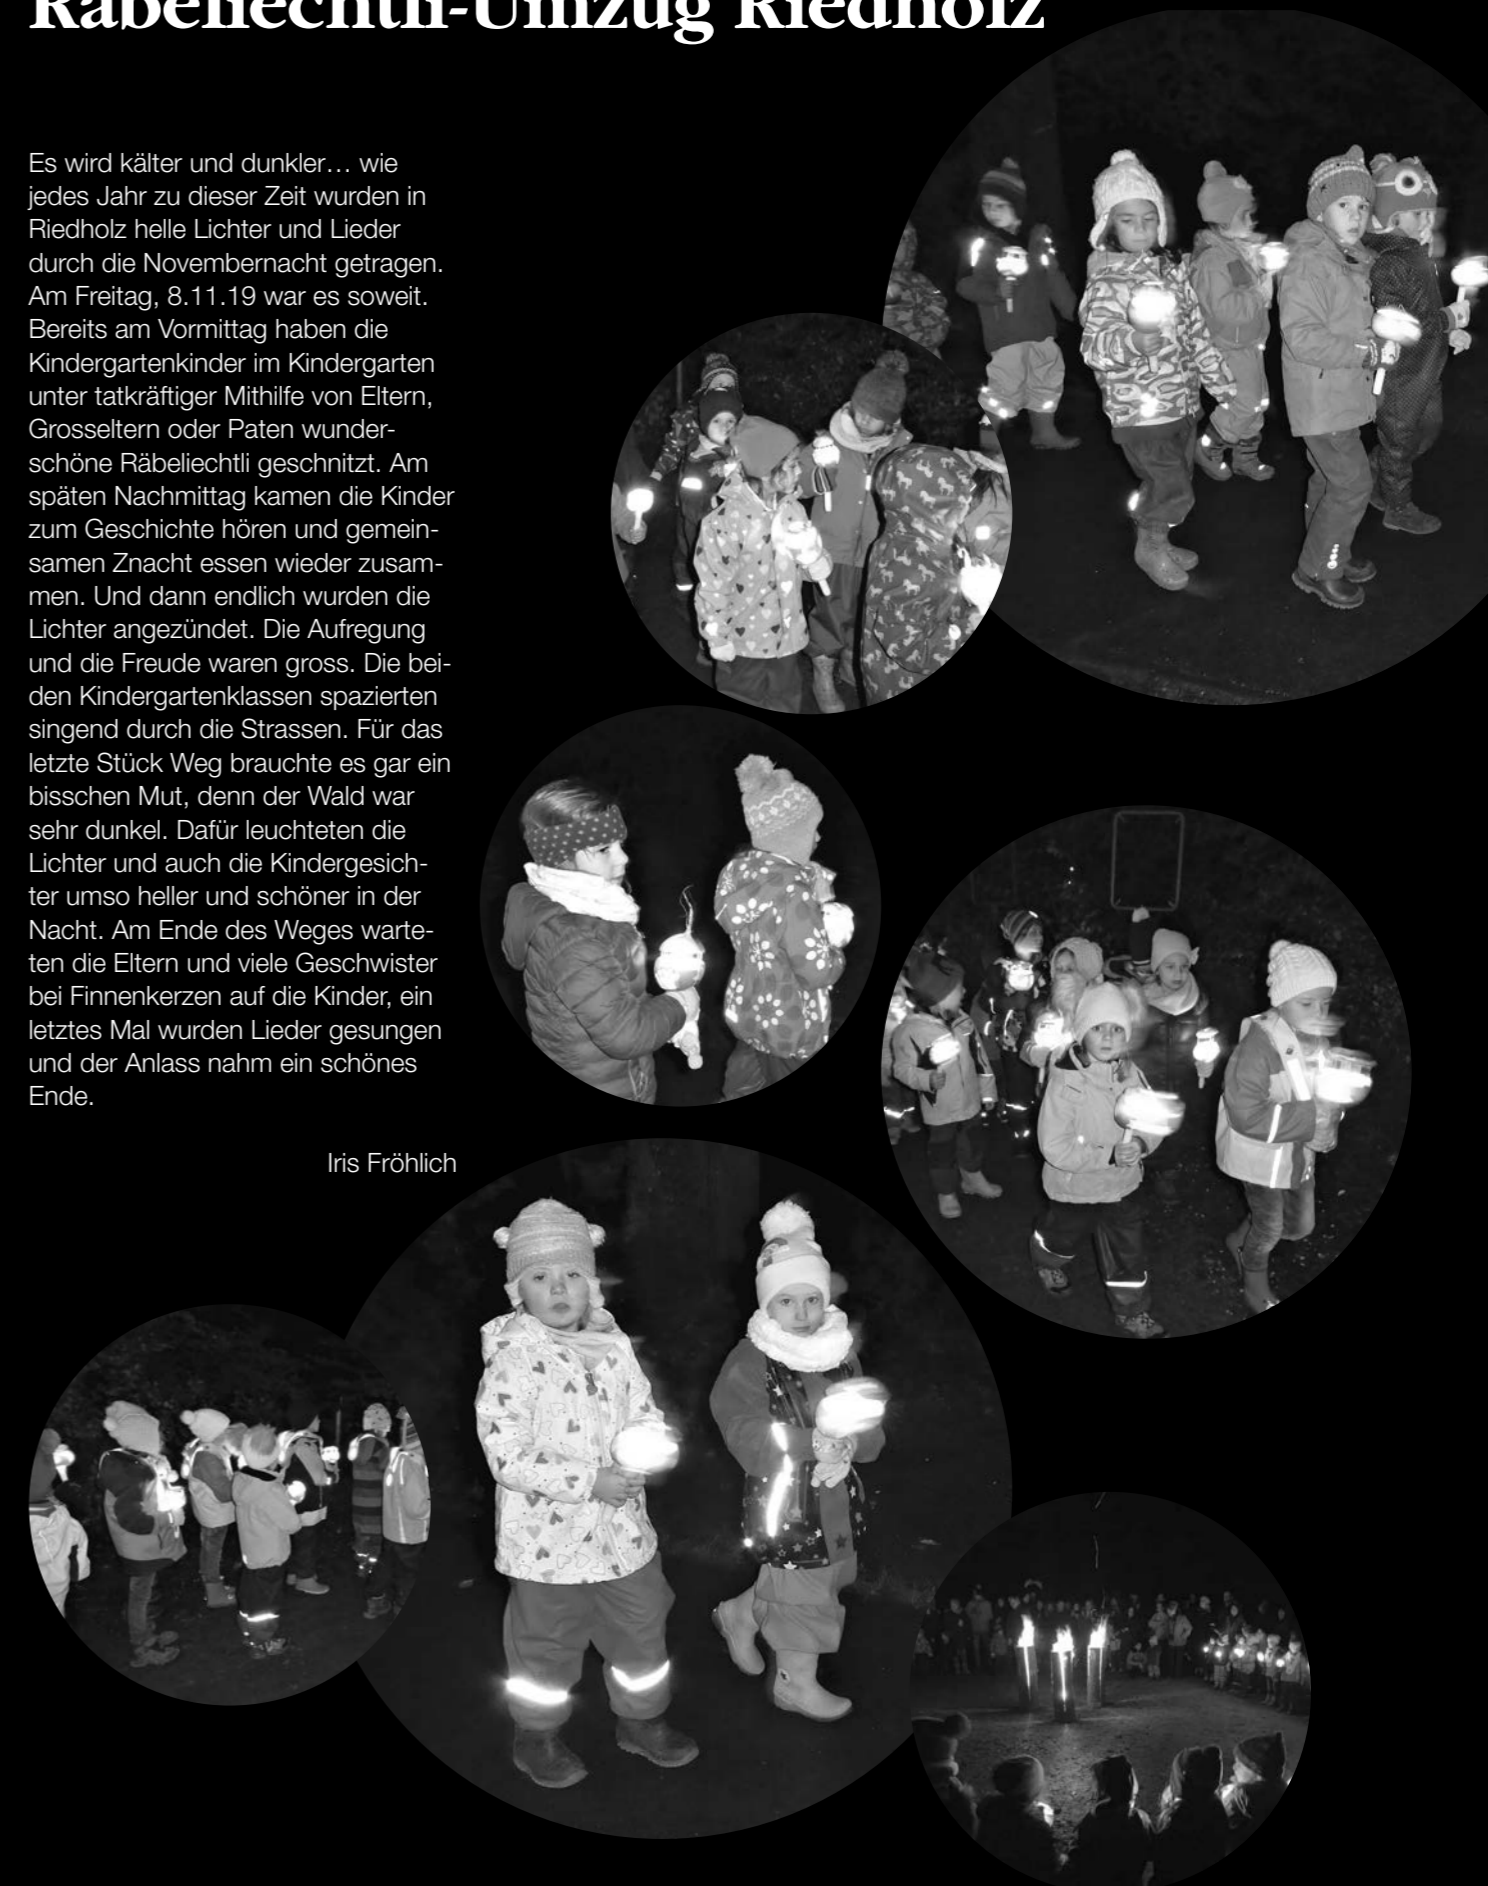 Räbeliechtli-Umzug Riedholz
Es wird kälter und dunkler… wie
jedes Jahr zu dieser Zeit wurden in
Riedholz helle Lichter und Lieder
durch die Novembernacht getragen.
Am Freitag, 8.11.19 war es soweit.
Bereits am Vormittag haben die
Kindergartenkinder im Kindergarten
unter tatkräftiger Mithilfe von Eltern,
Grosseltern oder Paten wunder-
schöne Räbeliechtli geschnitzt. Am
späten Nachmittag kamen die Kinder
zum Geschichte hören und gemein-
samen Znacht essen wieder zusam-
men. Und dann endlich wurden die
Lichter angezündet. Die Aufregung
und die Freude waren gross. Die bei-
den Kindergartenklassen spazierten
singend durch die Strassen. Für das
letzte Stück Weg brauchte es gar ein
bisschen Mut, denn der Wald war
sehr dunkel. Dafür leuchteten die
Lichter und auch die Kindergesich-
ter umso heller und schöner in der
Nacht. Am Ende des Weges warte-
ten die Eltern und viele Geschwister
bei Finnenkerzen auf die Kinder, ein
letztes Mal wurden Lieder gesungen
und der Anlass nahm ein schönes
Ende.
Iris Fröhlich